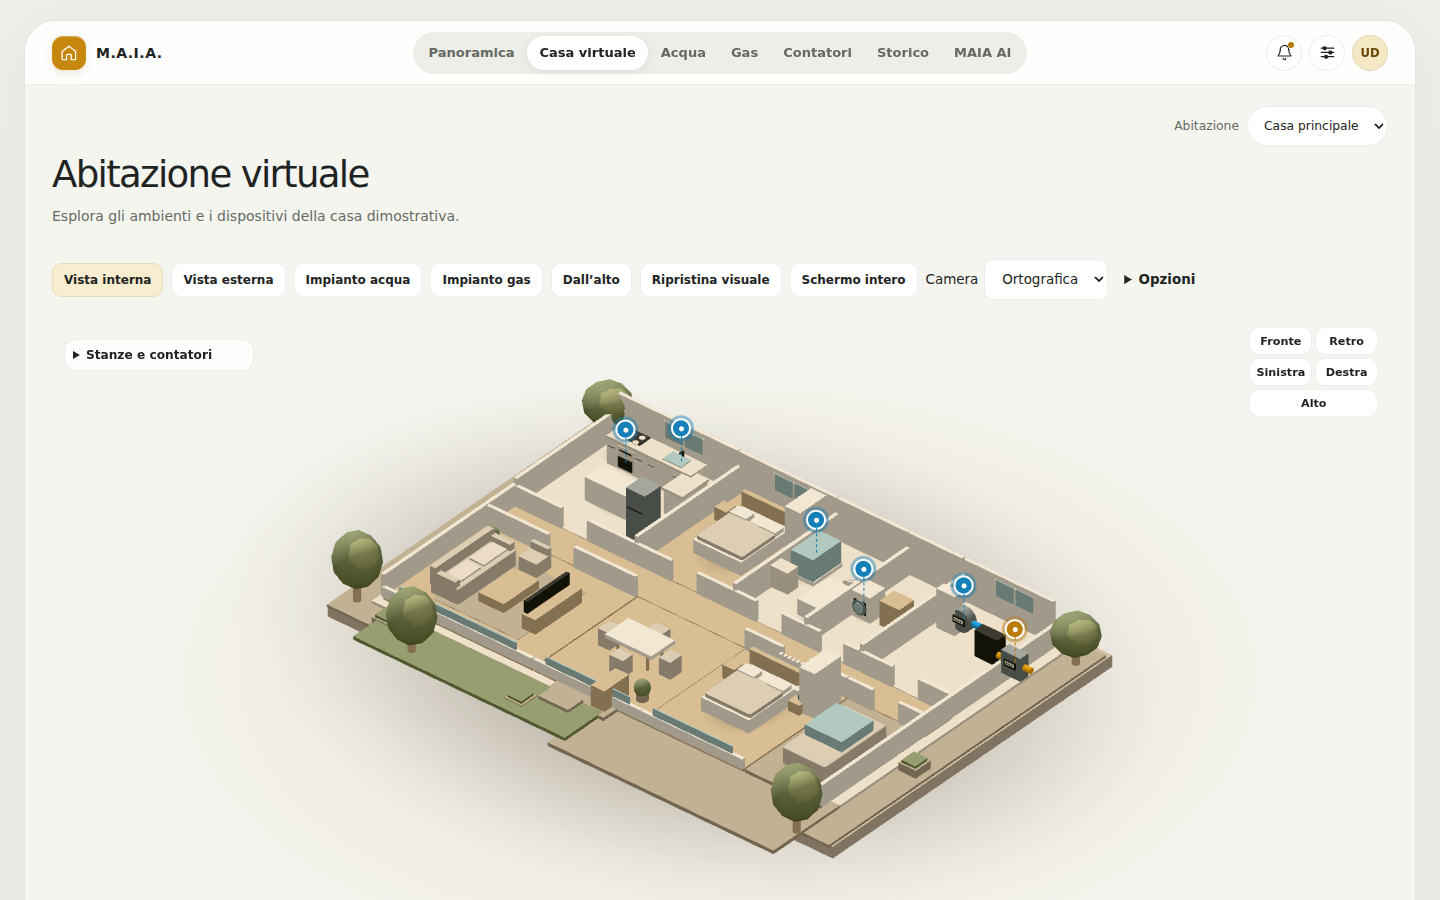 M.A.I.A.
Panoramica Casa virtuale Acqua Gas Contatori Storico MAIA AI
UD
Abitazione Casa principale
Abitazione virtuale
Esplora gli ambienti e i dispositivi della casa dimostrativa.
Vista interna Vista esterna Impianto acqua Impianto gas Dall’alto Ripristina visuale Schermo intero Camera Ortografica Opzioni
Stanze e contatori
Fronte Retro
Sinistra Destra
Alto